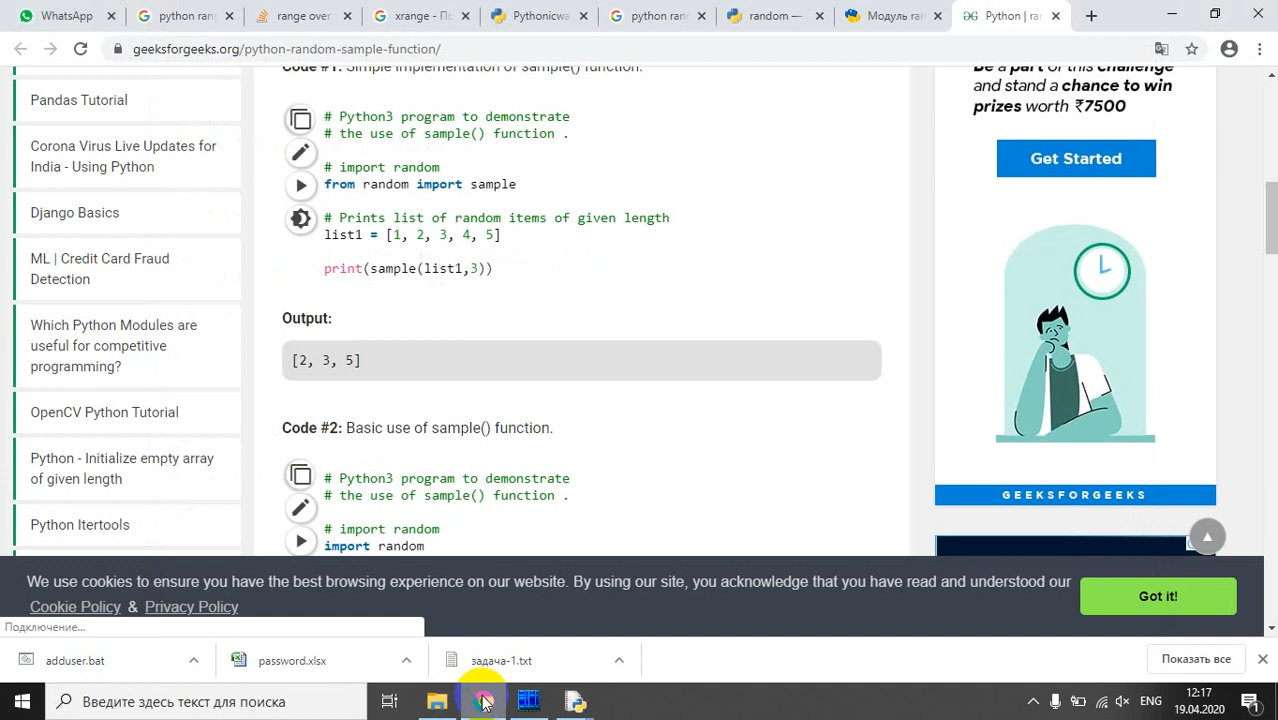 WhatsApp
python ran
range over
xrange - По
Pythonicwa
python ran
random —
Модуль ran
Python | ra
geeksforgeeks.org/python-random-sample-function/
Code #1: Simple implementation of sample() function.
Pandas Tutorial
Corona Virus Live Updates for
India - Using Python
Django Basics
ML | Credit Card Fraud
Detection
Which Python Modules are
useful for competitive
programming?
OpenCV Python Tutorial
Python - Initialize empty array
of given length
Python Itertools
# Python3 program to demonstrate
# the use of sample() function .
# import random
from random import sample
# Prints list of random items of given length
list1 = [1, 2, 3, 4, 5]
print(sample(list1,3))
Output:
[2, 3, 5]
Code #2: Basic use of sample() function.
# Python3 program to demonstrate
# the use of sample() function .
# import random
import random
Be a part of this challenge
and stand a chance to win
prizes worth ₹7500
Get Started
GEEKSFORGEEKS
We use cookies to ensure you have the best browsing experience on our website. By using our site, you acknowledge that you have read and understood our
Cookie Policy & Privacy Policy
Got it!
Подключение...
adduser.bat
password.xlsx
задача-1.txt
Показать все
Введите здесь текст для поиска
ENG
12:17
19.04.2020
1